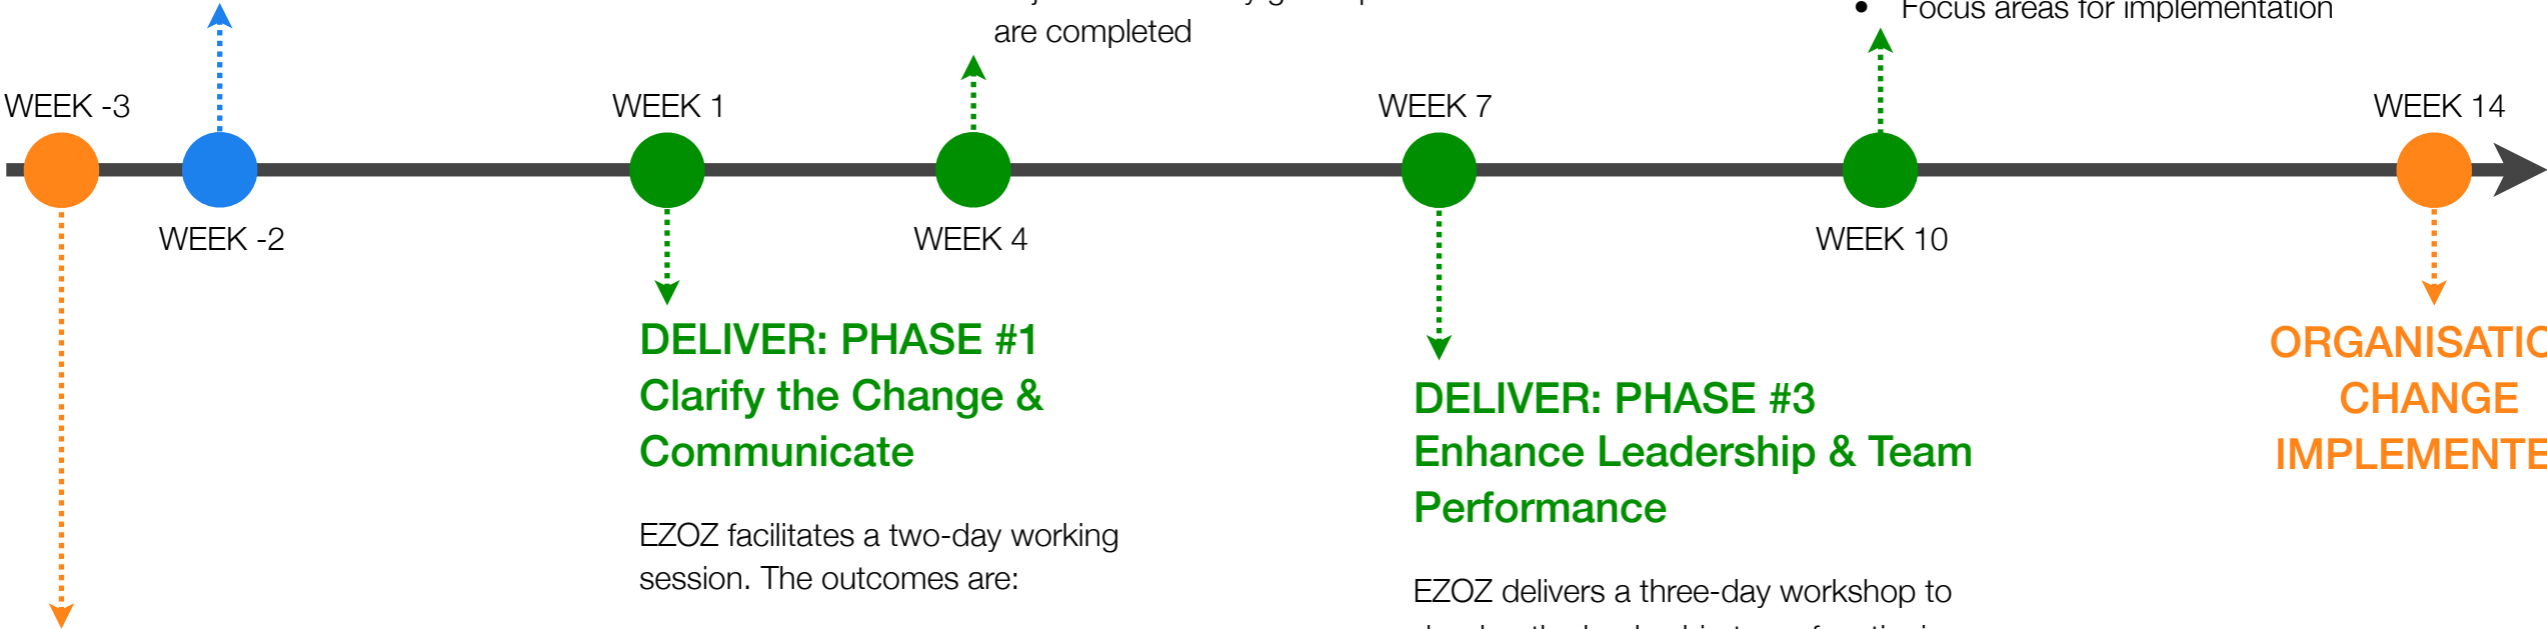 are completed
• Focus areas for implementation
WEEK -3
WEEK 1
WEEK 7
WEEK 14
WEEK -2
WEEK 4
WEEK 10
DELIVER: PHASE #1
Clarify the Change &
Communicate
EZOZ facilitates a two-day working
session. The outcomes are:
DELIVER: PHASE #3
Enhance Leadership & Team
Performance
EZOZ delivers a three-day workshop to
ORGANISATIO
CHANGE
IMPLEMENTE